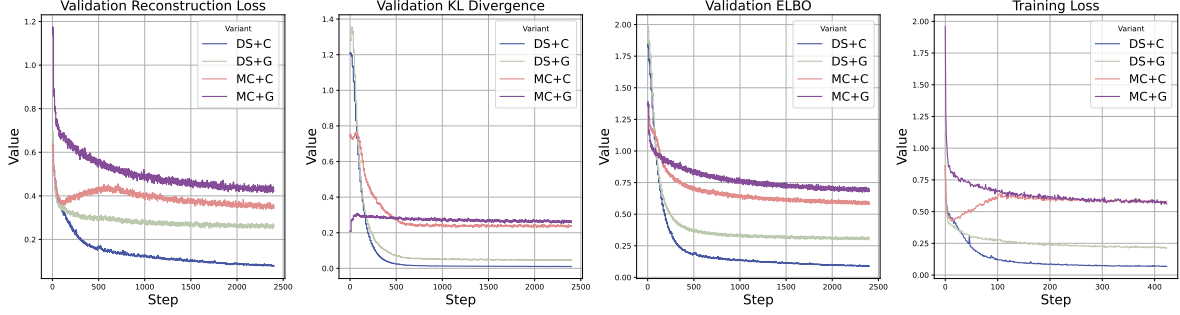 Validation Reconstruction Loss
Value
1.2
1.0
0.8
0.6
0.4
0.2
0
500
1000
1500
2000
2500
Step
Variant
DS+C
DS+G
MC+C
MC+G
Validation KL Divergence
Value
1.4
1.2
1.0
0.8
0.6
0.4
0.2
0.0
0
500
1000
1500
2000
2500
Step
Variant
DS+C
DS+G
MC+C
MC+G
Validation ELBO
Value
2.00
1.75
1.50
1.25
1.00
0.75
0.50
0.25
0.00
0
500
1000
1500
2000
2500
Step
Variant
DS+C
DS+G
MC+C
MC+G
Training Loss
Value
2.00
1.75
1.50
1.25
1.00
0.75
0.50
0.25
0.00
0
100
200
300
400
Step
Variant
DS+C
DS+G
MC+C
MC+G